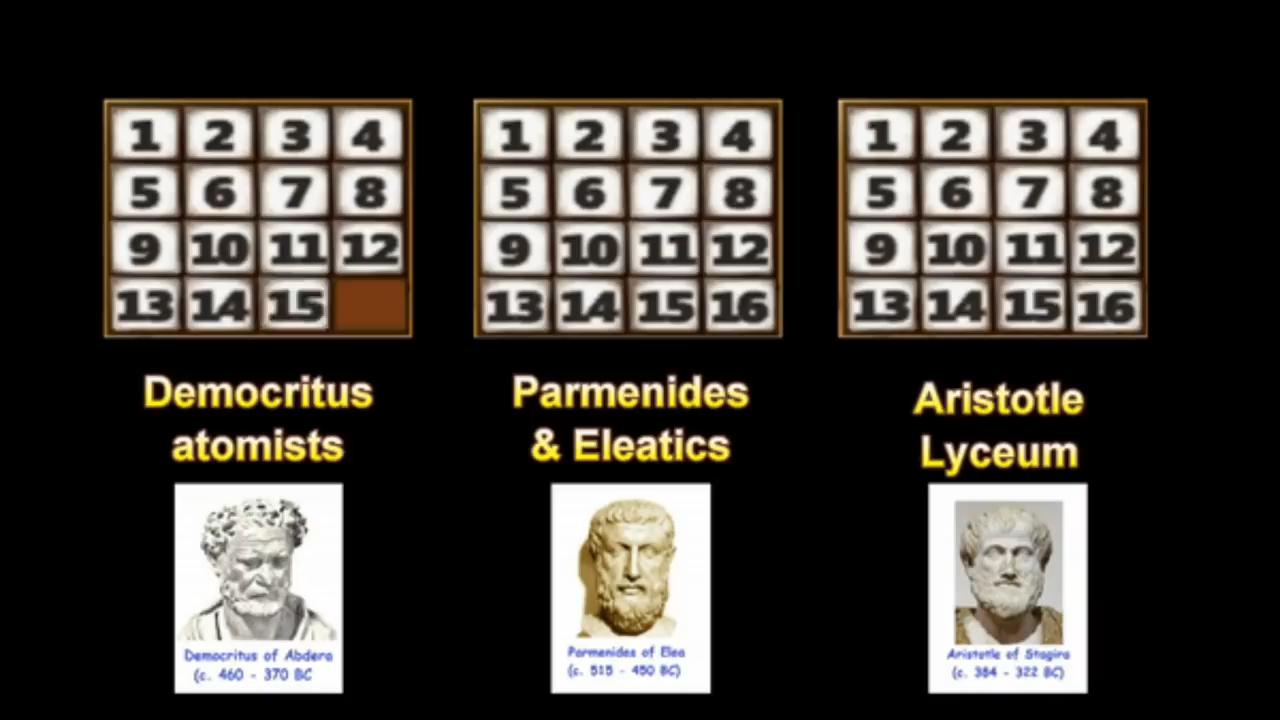 1 2 3 4
5 6 7 8
9 10 11 12
13 14 15
1 2 3 4
5 6 7 8
9 10 11 12
13 14 15 16
1 2 3 4
5 6 7 8
9 10 11 12
13 14 15 16
Democritus
atomists
Parmenides
& Eleatics
Aristotle
Lyceum
Democritus of Abdera
(c. 460 - 370 BC
Parmenides of Elea
(c. 515 - 450 BC)
Aristotle of Stagira
(c. 384 - 322 BC)